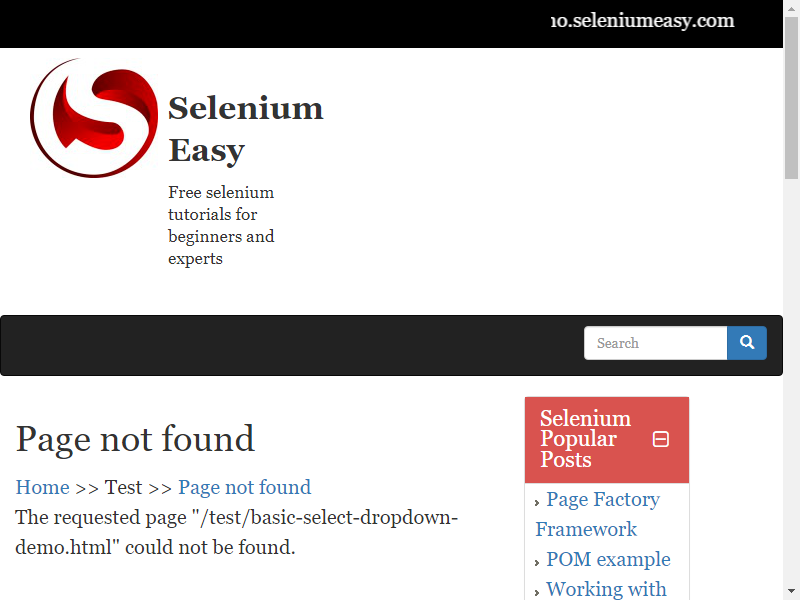 .seleniumeasy.com
Selenium
Easy
Free selenium
tutorials for
beginners and
experts
Search
Page not found
Home >> Test >> Page not found
The requested page "/test/basic-select-dropdown-
demo.html" could not be found.
Selenium
Popular
Posts
Page Factory
Framework
POM example
Working with